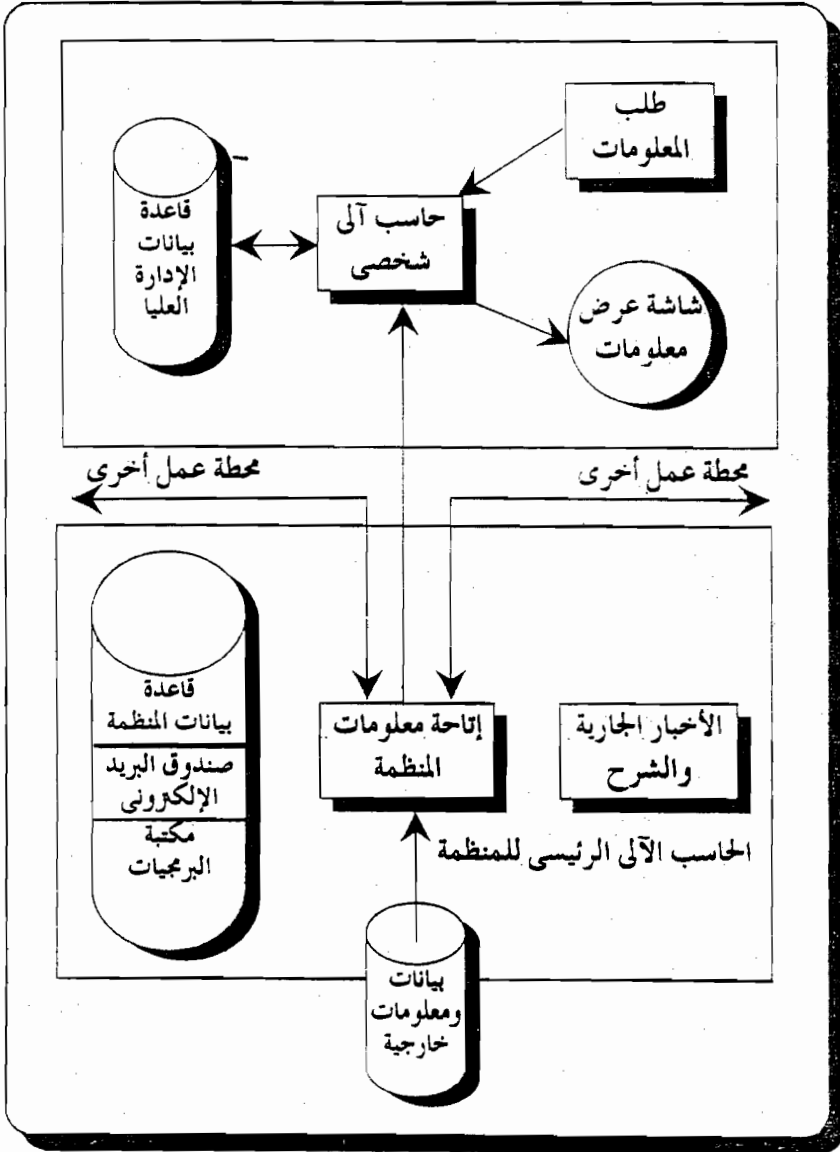 طلب
المعلومات
حاسب آلى
شخصى
قاعدة
بيانات
الإدارة
العليا
شاشة عرض
معلومات
محطة عمل أخرى
محطة عمل أخرى
الأخبار الجارية
والشرح
إتاحة معلومات
المنظمة
قاعدة
بيانات المنظمة
صندوق البريد
الإلكترونى
مكتبة
البرمجيات
الحاسب الآلى الرئيسى للمنظمة
بيانات
ومعلومات
خارجية